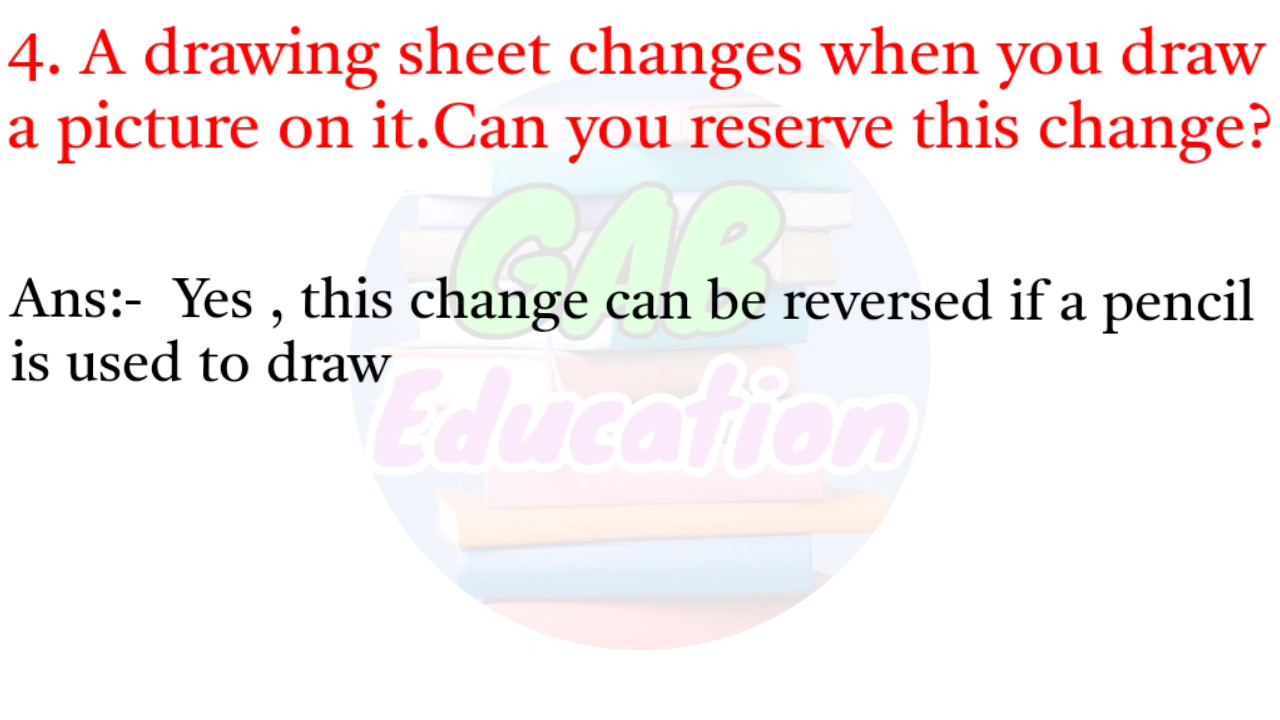 4. A drawing sheet changes when you draw
a picture on it.Can you reserve this change?
GAB
Ans:- Yes , this change can be reversed if a pencil
is used to draw
Education